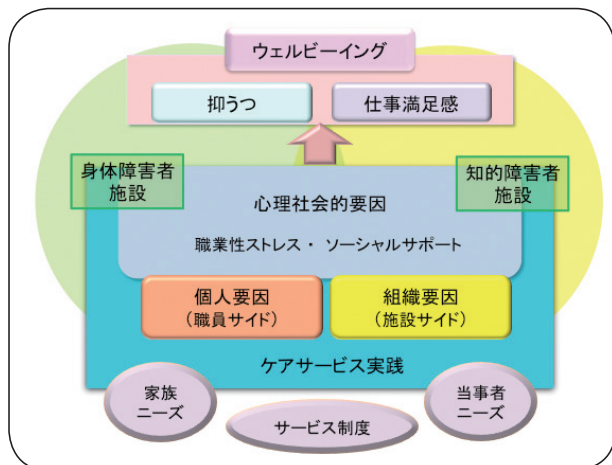 ウェルビーイング
抑うつ
仕事満足感
身体障害者
施設
知的障害者
施設
心理社会的要因
職業性ストレス・ ソーシャルサポート
個人要因
（職員サイド）
組織要因
（施設サイド）
ケアサービス実践
家族
ニーズ
サービス制度
当事者
ニーズ